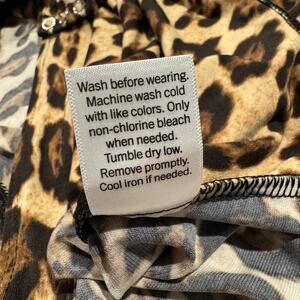 Wash before wearing.
Machine wash cold
with like colors. Only
non-chlorine bleach
when needed.
Tumble dry low.
Remove promptly.
Cool iron if needed.